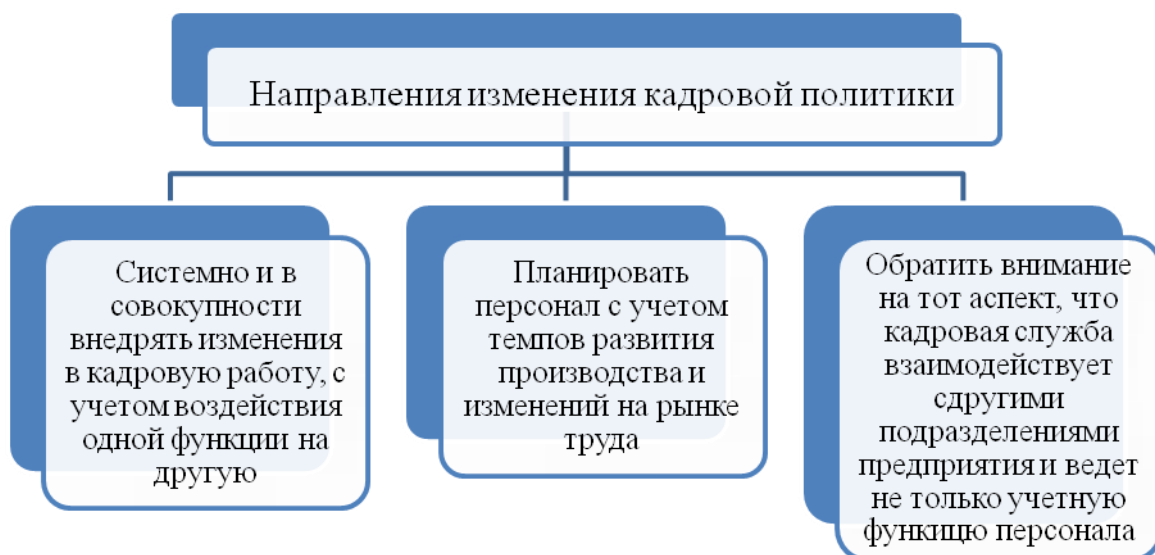 Направления изменения кадровой политики
Системно и в
совокупности
внедрять изменения
в кадровую работу, с
учетом воздействия
одной функции на
другую
Планировать
персонал с учетом
темпов развития
производства и
изменений на рынке
труда
Обратить внимание
на тот аспект, что
кадровая служба
взаимодействует
сдругими
подразделениями
предприятия и ведет
не только учетную
функицю персонала